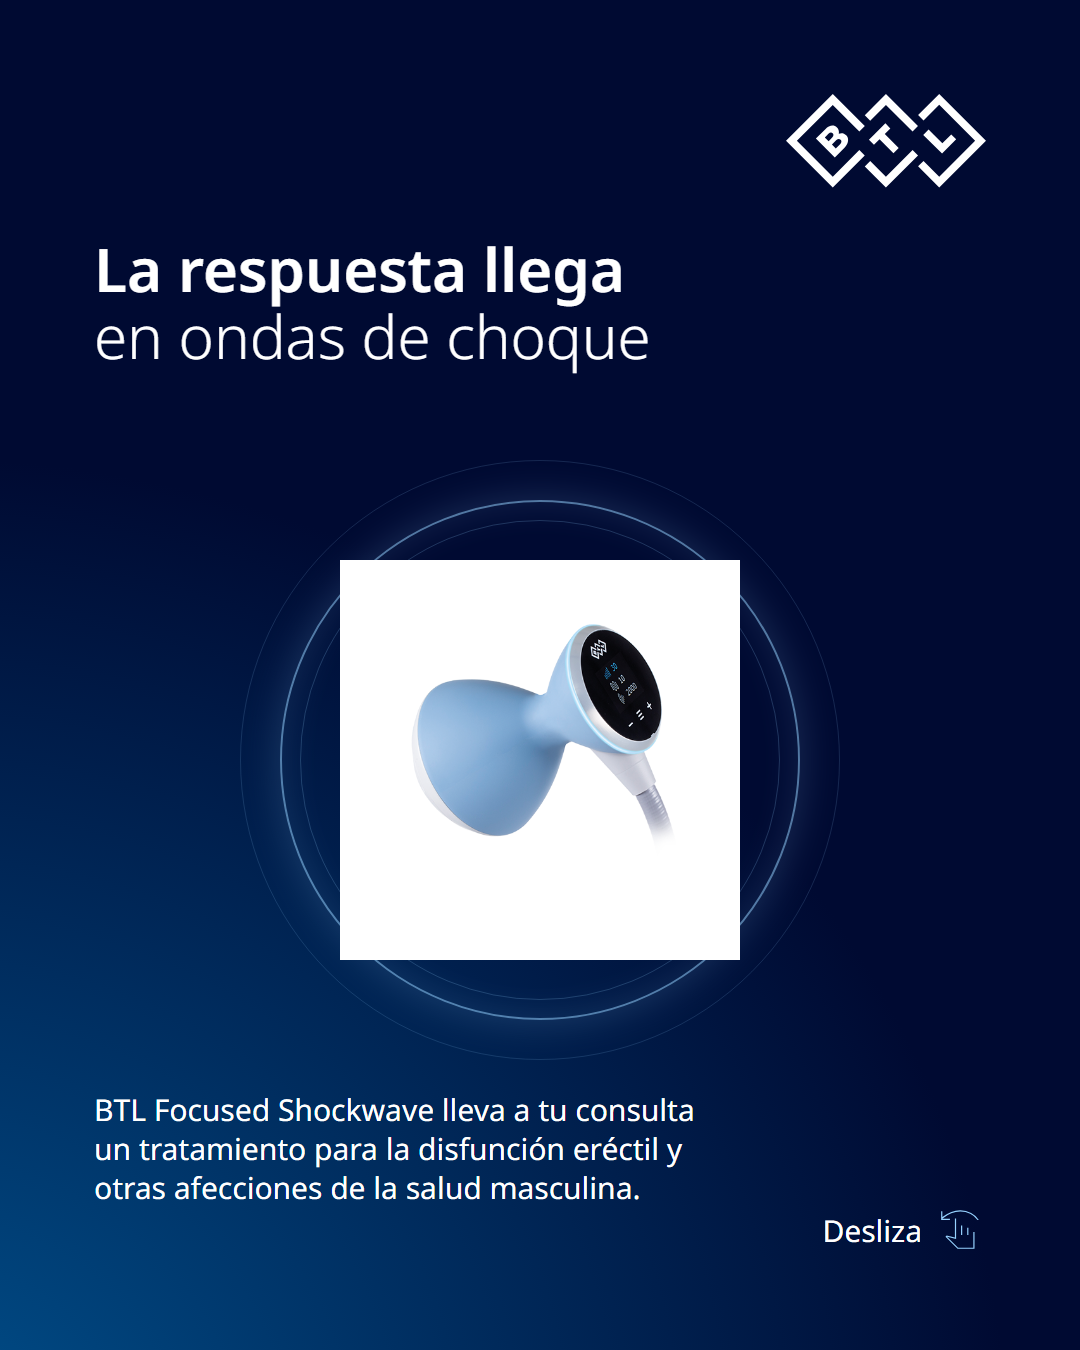 BTL
La respuesta llega
en ondas de choque
BTL Focused Shockwave lleva a tu consulta
un tratamiento para la disfunción eréctil y
otras afecciones de la salud masculina.
Desliza